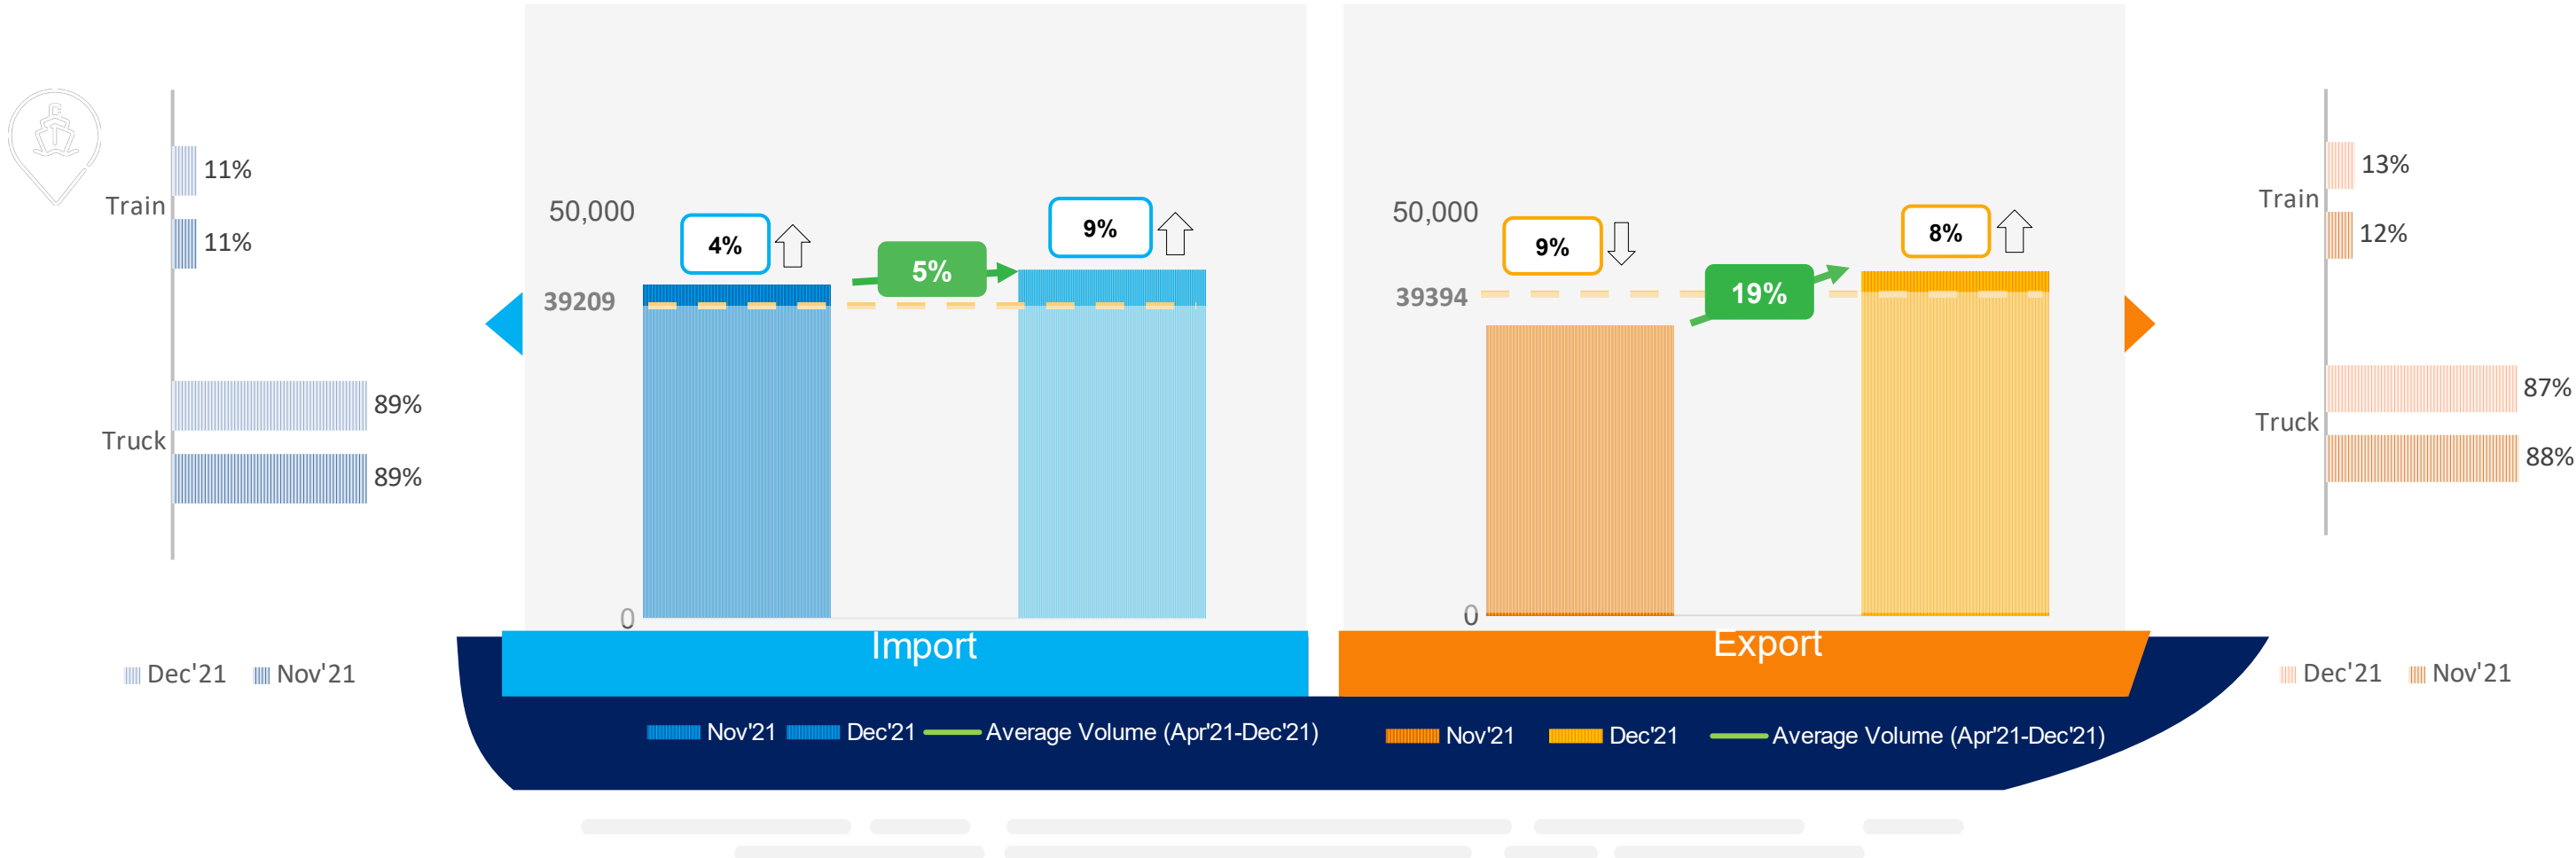 11%
Train
11%
89%
Truck
89%
Dec'21 Nov'21
50,000
4%
5%
9%
39209
0
Import
Nov'21 Dec'21 Average Volume (Apr'21-Dec'21)
50,000
9%
19%
8%
39394
0
Export
Nov'21 Dec'21 Average Volume (Apr'21-Dec'21)
13%
Train
12%
87%
Truck
88%
Dec'21 Nov'21